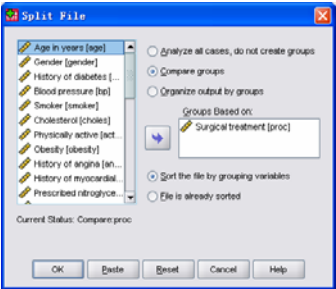 Split File
Age in years [age]
Gender [gender]
History of diabetes [...
Blood pressure [bp]
Smoker [smoker]
Cholesterol [choles]
Physically active [act...
Obesity [obesity]
History of angina [an...
History of myocardial...
Prescribed nitroglyce...
Analyze all cases, do not create groups
Compare groups
Organize output by groups
Groups Based on:
Surgical treatment [proc]
Sort the file by grouping variables
File is already sorted
Current Status: Compare:proc
OK
Paste
Reset
Cancel
Help